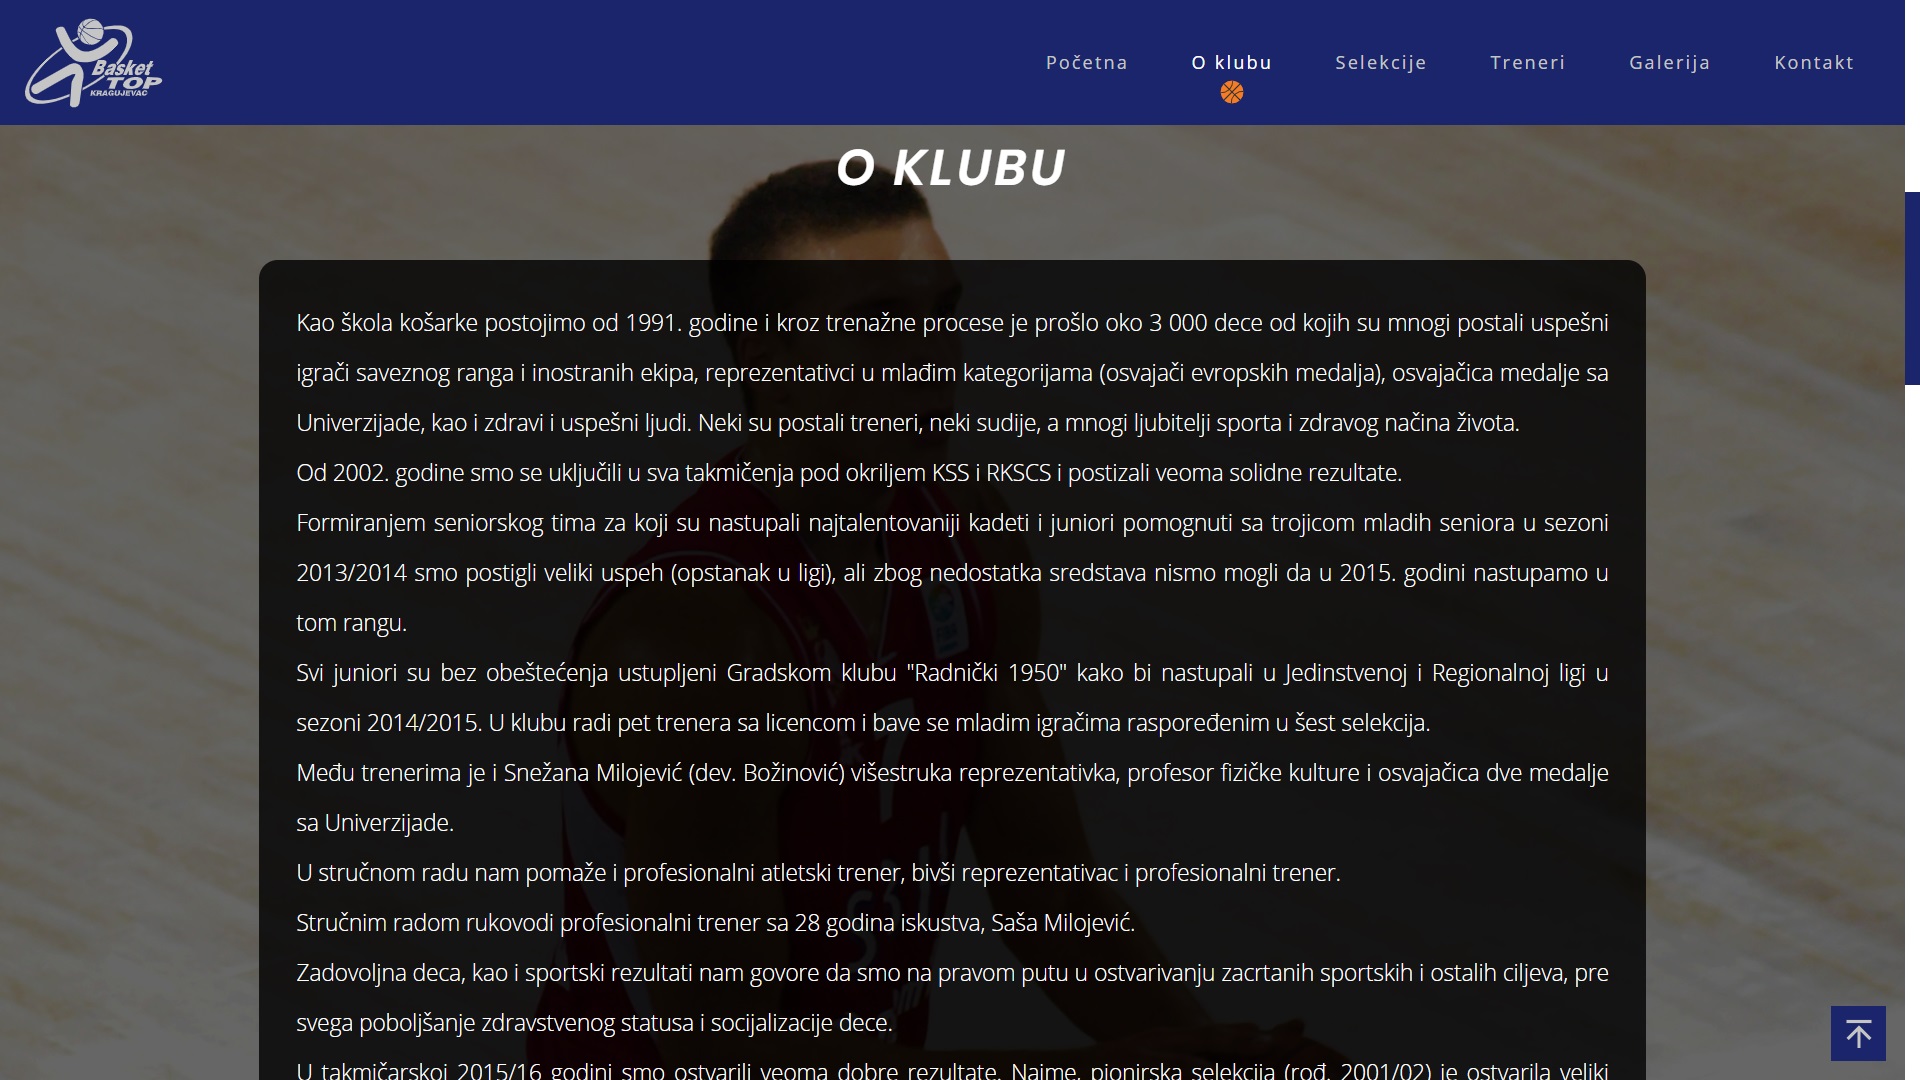 Basket
TOP
KRAGUJEVAC
Početna
O klubu
Selekcije
Treneri
Galerija
Kontakt
O KLUBU
Kao škola košarke postojimo od 1991. godine i kroz trenažne procese je prošlo oko 3 000 dece od kojih su mnogi postali uspešni
igrači saveznog ranga i inostranih ekipa, reprezentativci u mlađim kategorijama (osvajači evropskih medalja), osvajačica medalje sa
Univerzijade, kao i zdravi i uspešni ljudi. Neki su postali treneri, neki sudije, a mnogi ljubitelji sporta i zdravog načina života.
Od 2002. godine smo se uključili u sva takmičenja pod okriljem KSS i RKSCS i postizali veoma solidne rezultate.
Formiranjem seniorskog tima za koji su nastupali najtalentovaniji kadeti i juniori pomognuti sa trojicom mladih seniora u sezoni
2013/2014 smo postigli veliki uspeh (opstanak u ligi), ali zbog nedostatka sredstava nismo mogli da u 2015. godini nastupamo u
tom rangu.
Svi juniori su bez obeštećenja ustupljeni Gradskom klubu "Radnički 1950" kako bi nastupali u Jedinstvenoj i Regionalnoj ligi u
sezoni 2014/2015. U klubu radi pet trenera sa licencom i bave se mladim igračima raspoređenim u šest selekcija.
Među trenerima je i Snežana Milojević (dev. Božinović) višestruka reprezentativka, profesor fizičke kulture i osvajačica dve medalje
sa Univerzijade.
U stručnom radu nam pomaže i profesionalni atletski trener, bivši reprezentativac i profesionalni trener.
Stručnim radom rukovodi profesionalni trener sa 28 godina iskustva, Saša Milojević.
Zadovoljna deca, kao i sportski rezultati nam govore da smo na pravom putu u ostvarivanju zacrtanih sportskih i ostalih ciljeva, pre
svega poboljšanje zdravstvenog statusa i socijalizacije dece.
U takmičarskoj 2015/16 godini smo ostvarili veoma dobre rezultate. Naime, pionirska selekcija (rođ. 2001/02) je ostvarila veliki